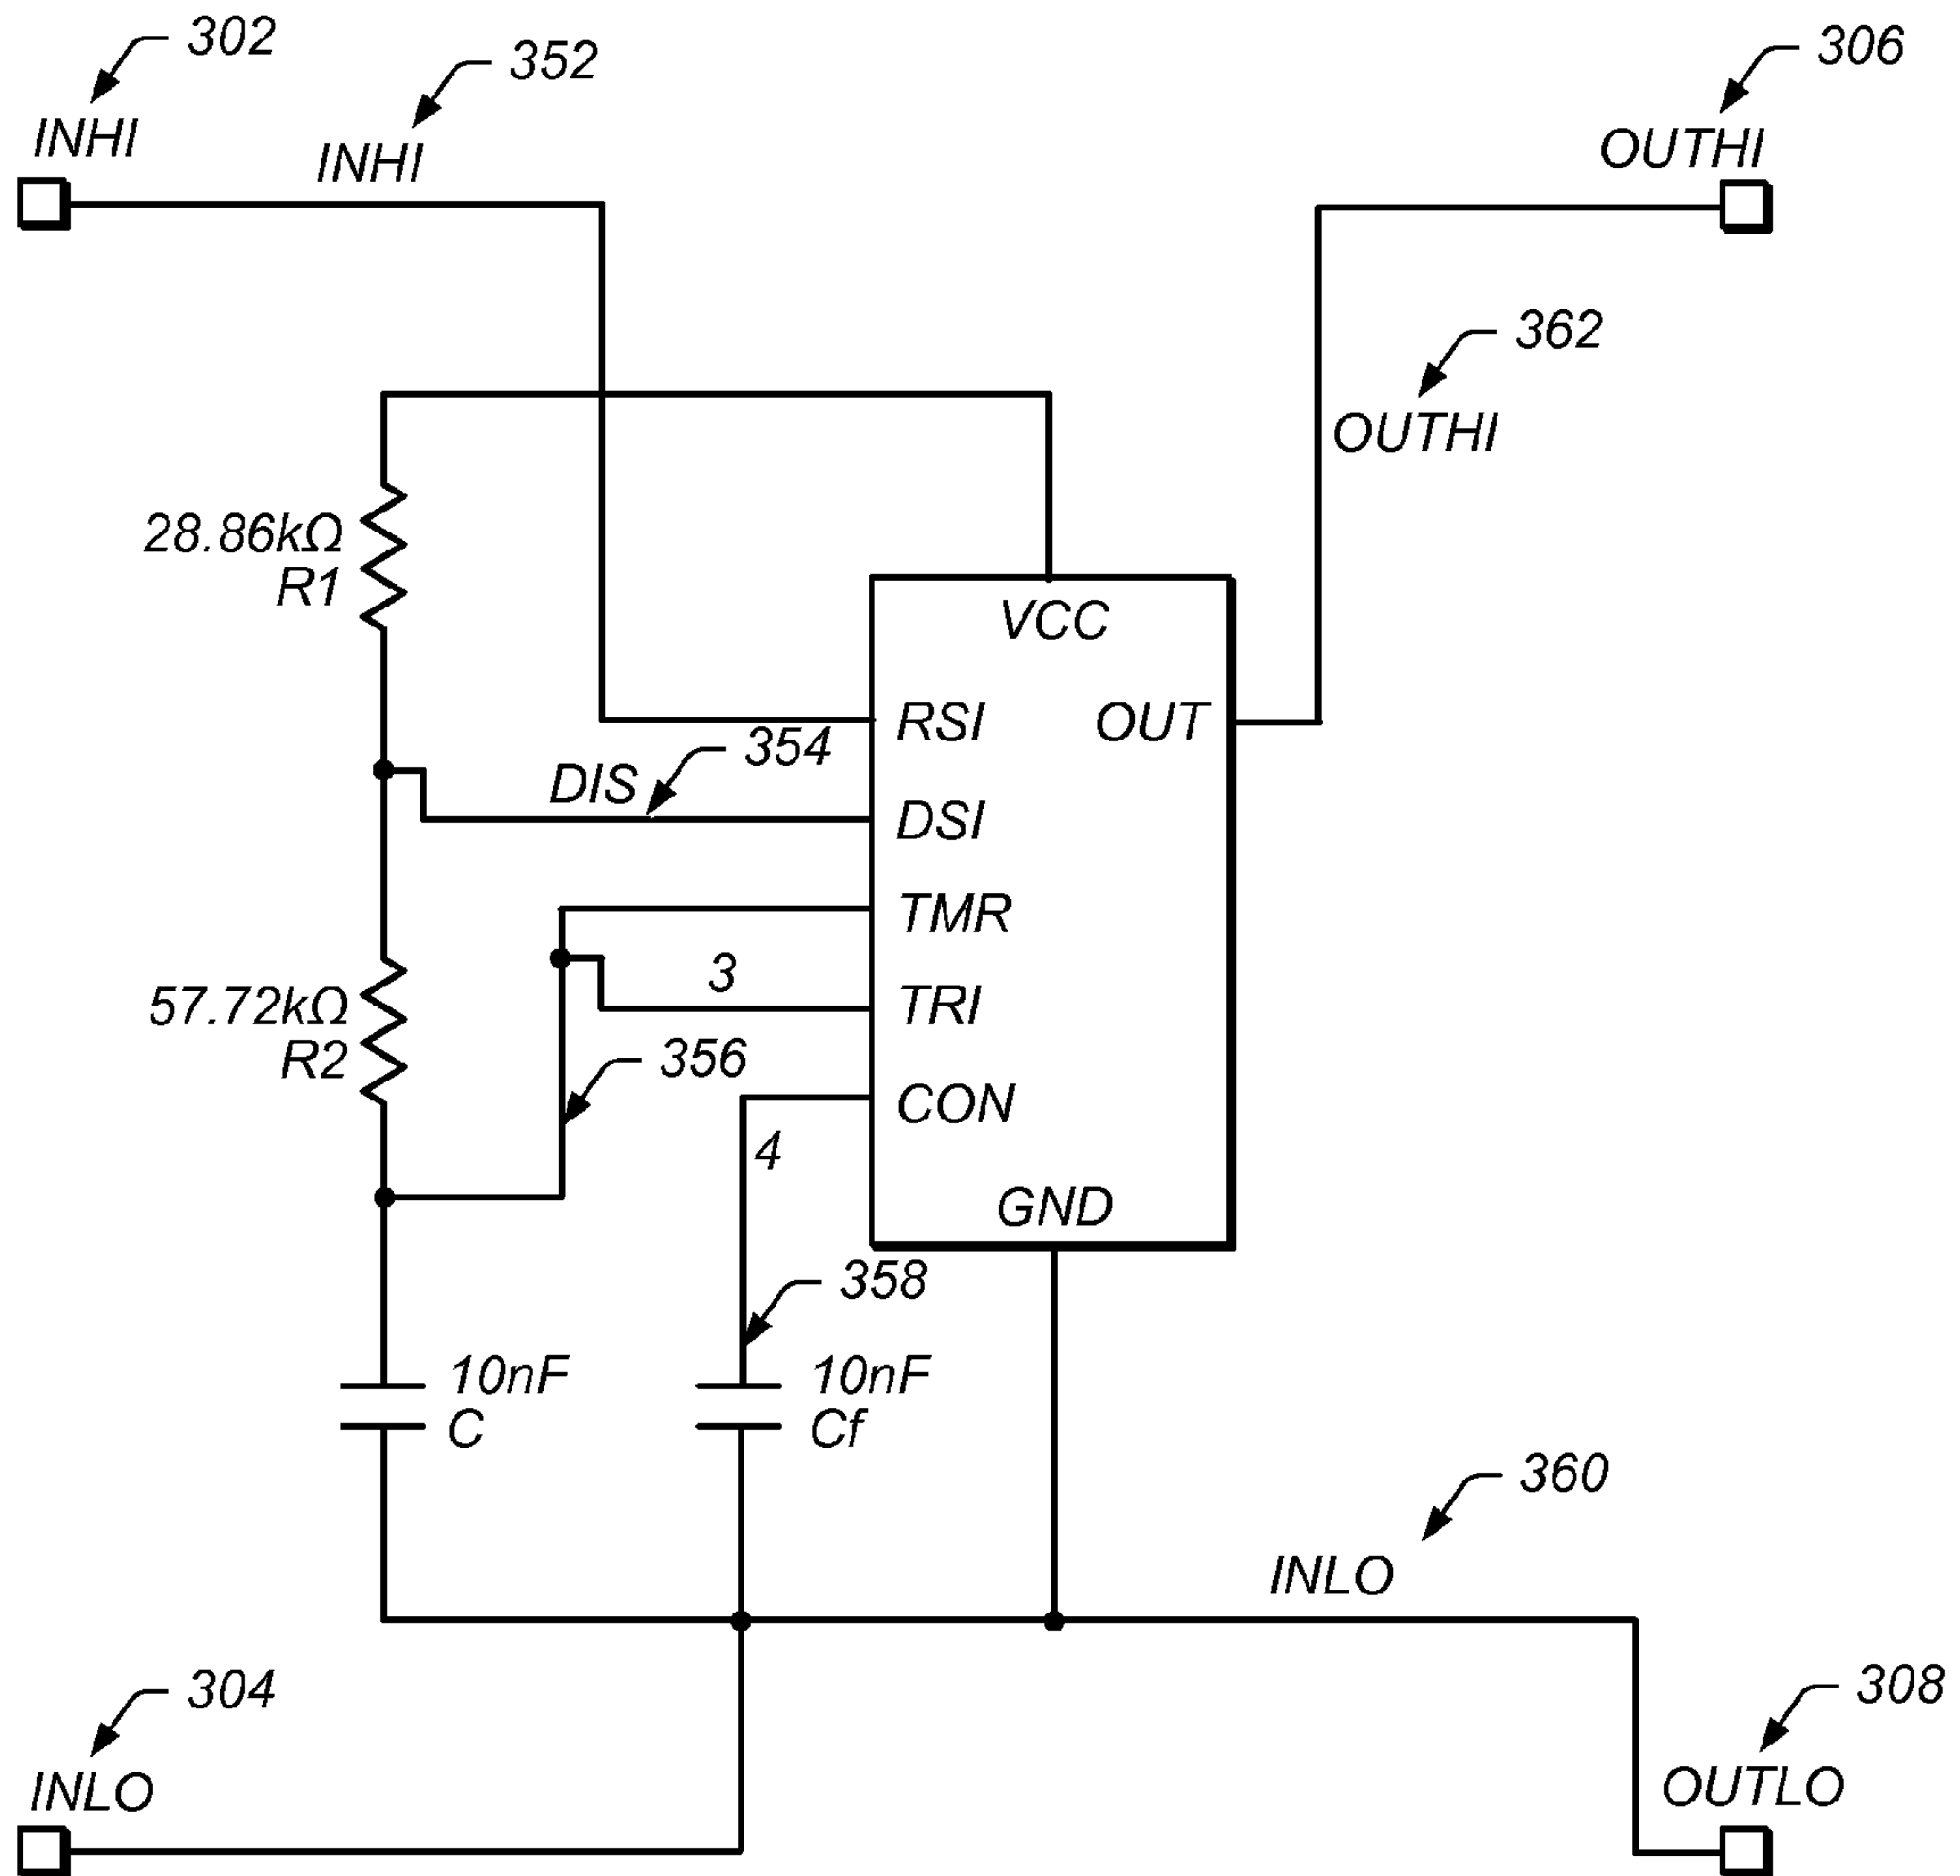 302
352
306
INHI
INHI
OUTHI
362
OUTHI
28.86kΩ
R1
VCC
RSI
OUT
354
DIS
DSI
TMR
3
TRI
57.72kΩ
R2
356
CON
4
GND
358
10nF
C
10nF
Cf
360
INLO
304
308
INLO
OUTLO